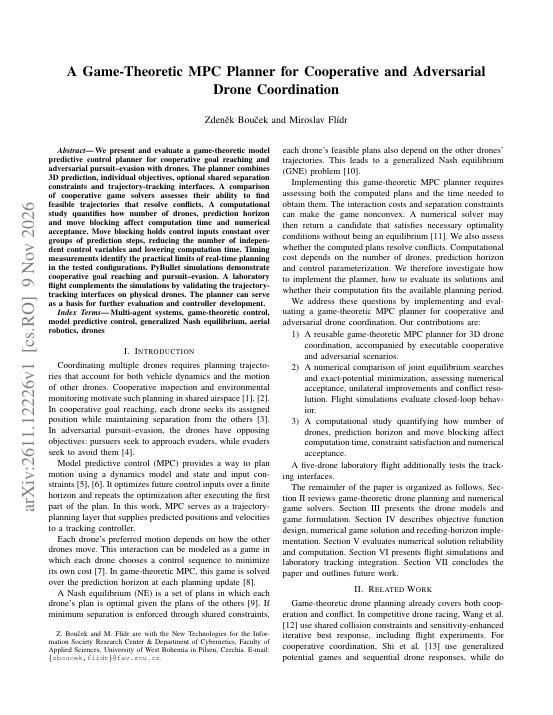 A Game-Theoretic MPC Planner for Cooperative and Adversarial
Drone Coordination
Zdeněk Bouček and Miroslav Flídr
arXiv:2611.12226v1 [cs.RO] 9 Nov 2026
Abstract—We present and evaluate a game-theoretic model
predictive control planner for cooperative goal reaching and
adversarial pursuit–evasion with drones. The planner combines
3D prediction, individual objectives, optional shared separation
constraints and trajectory-tracking interfaces. A comparison
of cooperative game solvers assesses their ability to find
feasible trajectories that resolve conflicts. A computational
study quantifies how number of drones, prediction horizon
and move blocking affect computation time and numerical
acceptance. Move blocking holds control inputs constant over
groups of prediction steps, reducing the number of independ-
ent control variables and lowering computation time. Timing
measurements identify the practical limits of real-time planning
in the tested configurations. PyBullet simulations demonstrate
cooperative goal reaching and pursuit–evasion. A laboratory
flight complements the simulations by validating the trajectory-
tracking interfaces on physical drones. The planner can serve
as a basis for further evaluation and controller development.
Index Terms—Multi-agent systems, game-theoretic control,
model predictive control, generalized Nash equilibrium, aerial
robotics, drones
I. INTRODUCTION
Coordinating multiple drones requires planning trajecto-
ries that account for both vehicle dynamics and the motion
of other drones. Cooperative inspection and environmental
monitoring motivate such planning in shared airspace [1], [2].
In cooperative goal reaching, each drone seeks its assigned
position while maintaining separation from the others [3].
In adversarial pursuit–evasion, the drones have opposing
objectives: pursuers seek to approach evaders, while evaders
seek to avoid them [4].
Model predictive control (MPC) provides a way to plan
motion using a dynamics model and state and input con-
straints [5], [6]. It optimizes future control inputs over a finite
horizon and repeats the optimization after executing the first
part of the plan. In this work, MPC serves as a trajectory-
planning layer that supplies predicted positions and velocities
to a tracking controller.
Each drone's preferred motion depends on how the other
drones move. This interaction can be modeled as a game in
which each drone chooses a control sequence to minimize
its own cost [7]. In game-theoretic MPC, this game is solved
over the prediction horizon at each planning update [8].
A Nash equilibrium (NE) is a set of plans in which each
drone's plan is optimal given the plans of the others [9]. If
minimum separation is enforced through shared constraints,
Z. Bouček and M. Flídr are with the New Technologies for the Infor-
mation Society Research Center & Department of Cybernetics, Faculty of
Applied Sciences, University of West Bohemia in Pilsen, Czechia. E-mail:
{zboucek,flidr}@fav.zcu.cz.
each drone's feasible plans also depend on the other drones'
trajectories. This leads to a generalized Nash equilibrium
(GNE) problem [10].
Implementing this game-theoretic MPC planner requires
assessing both the computed plans and the time needed to
obtain them. The interaction costs and separation constraints
can make the game nonconvex. A numerical solver may
then return a candidate that satisfies necessary optimality
conditions without being an equilibrium [11]. We also assess
whether the computed plans resolve conflicts. Computational
cost depends on the number of drones, prediction horizon
and control parameterization. We therefore investigate how
to implement the planner, how to evaluate its solutions and
whether their computation fits the available planning period.
We address these questions by implementing and eval-
uating a game-theoretic MPC planner for cooperative and
adversarial drone coordination. Our contributions are:
1) A reusable game-theoretic MPC planner for 3D drone
coordination, accompanied by executable cooperative
and adversarial scenarios.
2) A numerical comparison of joint equilibrium searches
and exact-potential minimization, assessing numerical
acceptance, unilateral improvements and conflict reso-
lution. Flight simulations evaluate closed-loop behav-
ior.
3) A computational study quantifying how number of
drones, prediction horizon and move blocking affect
computation time, constraint satisfaction and numerical
acceptance.
A five-drone laboratory flight additionally tests the track-
ing interfaces.
The remainder of the paper is organized as follows. Sec-
tion II reviews game-theoretic drone planning and numerical
game solvers. Section III presents the drone models and
game formulation. Section IV describes objective function
design, numerical game solution and receding-horizon imple-
mentation. Section V evaluates numerical solution reliability
and computation. Section VI presents flight simulations and
laboratory tracking integration. Section VII concludes the
paper and outlines future work.
II. RELATED WORK
Game-theoretic drone planning already covers both coop-
eration and conflict. In competitive drone racing, Wang et al.
[12] use shared collision constraints and sensitivity-enhanced
iterative best response, including flight experiments. For
cooperative coordination, Shi et al. [13] use generalized
potential games and sequential drone responses, while do